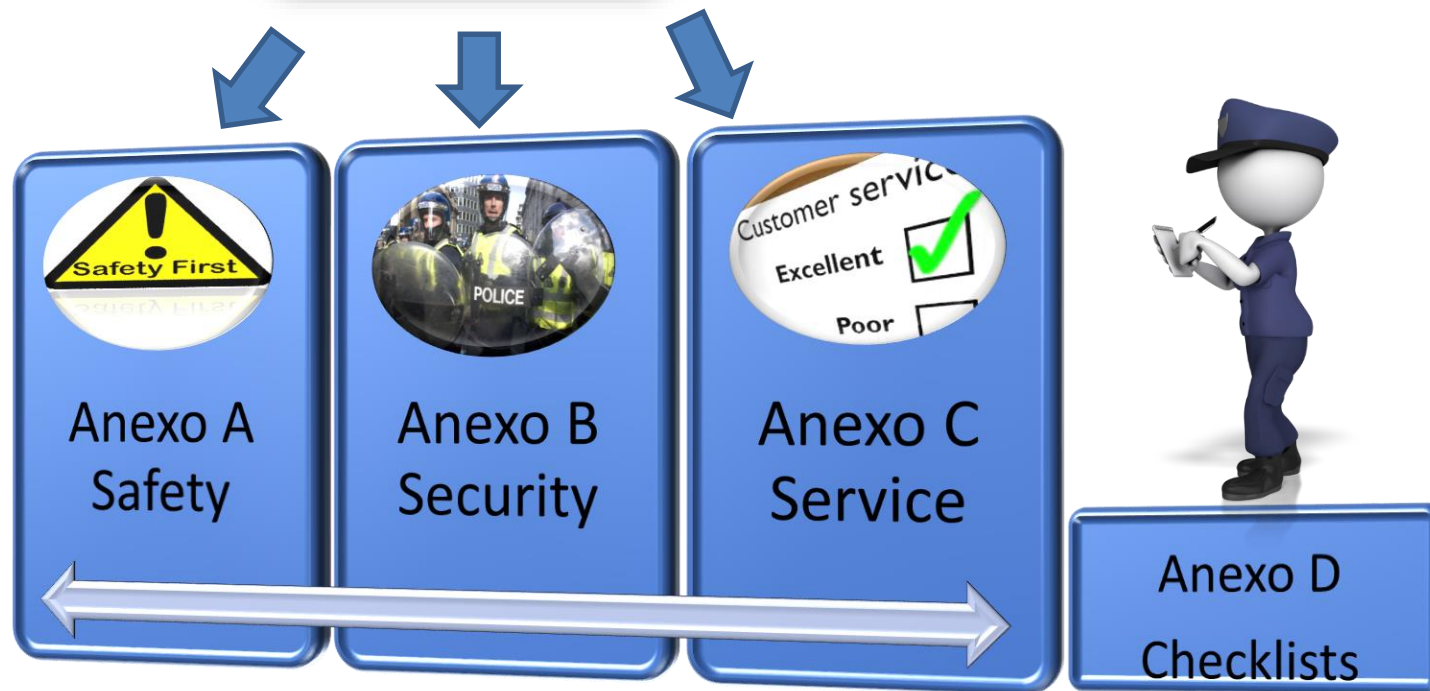 Safety First
POLICE
Customer service
Excellent
Poor
Anexo A
Safety
Anexo B
Security
Anexo C
Service
Anexo D
Checklists